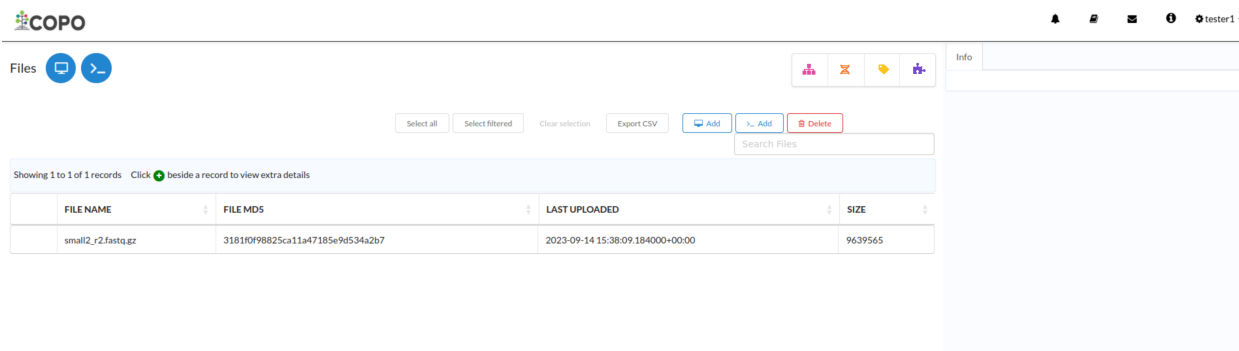 COPO
tester1
Files
Info
Select all Select filtered Clear selection Export CSV Add Add Delete
Search Files
Showing 1 to 1 of 1 records Click beside a record to view extra details
FILE NAME FILE MD5 LAST UPLOADED SIZE
small2_r2.fastq.gz 3181f0f98825ca11a47185e9d534a2b7 2023-09-14 15:38:09.184000+00:00 9639565